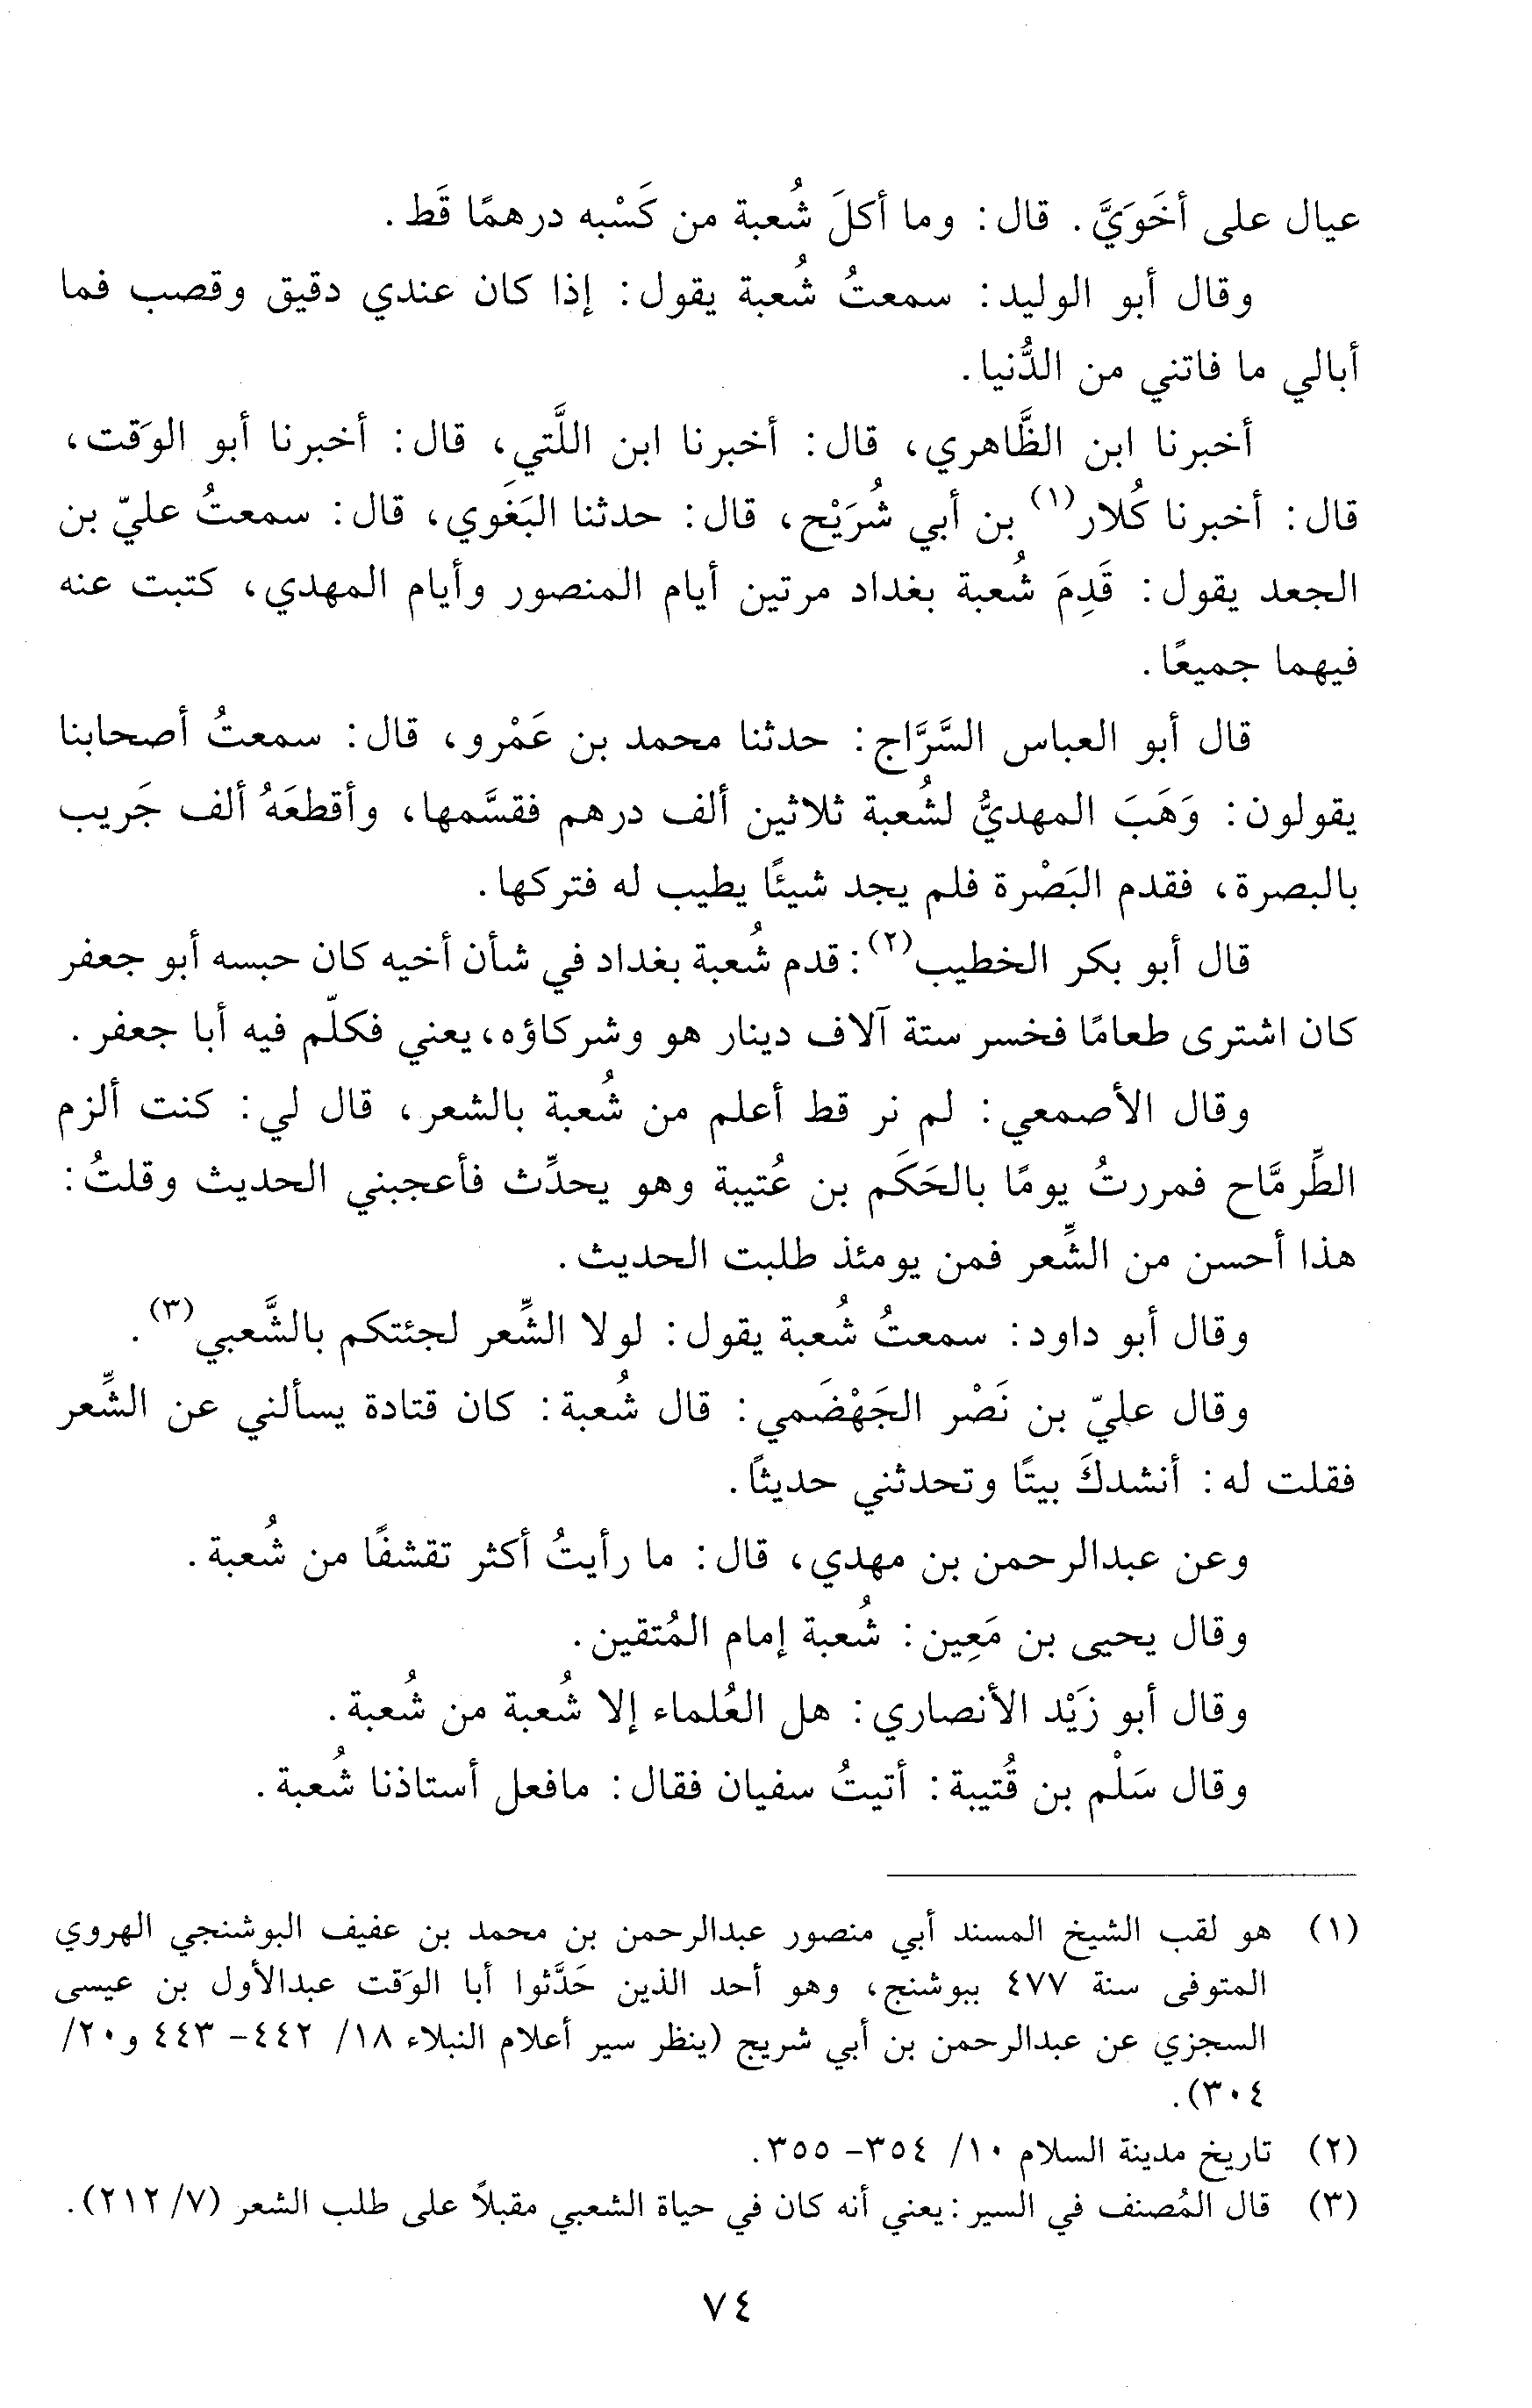 عيال على أخَوَيَّ. قال: وما أكلَ شُعبة من كَسْبه درهمًا قَط.
وقال أبو الوليد: سمعتُ شُعبة يقول: إذا كان عندي دقيق وقصب فما
أبالي ما فاتني من الدُّنيا.
أخبرنا ابن الظَّاهري، قال: أخبرنا ابن اللَّتي، قال: أخبرنا أبو الوَقت،
قال: أخبرنا كُلار(١) بن أبي شُرَيْح، قال: حدثنا البَغَوي، قال: سمعتُ عليّ بن
الجعد يقول: قَدِمَ شُعبة بغداد مرتين أيام المنصور وأيام المهدي، كتبت عنه
فيهما جميعًا.
قال أبو العباس السَّرَّاج: حدثنا محمد بن عَمْرو، قال: سمعتُ أصحابنا
يقولون: وَهَبَ المهديُّ لشُعبة ثلاثين ألف درهم فقسَّمها، وأقطعَهُ ألف جَريب
بالبصرة، فقدم البَصْرة فلم يجد شيئًا يطيب له فتركها.
قال أبو بكر الخطيب(٢): قدم شُعبة بغداد في شأن أخيه كان حبسه أبو جعفر
كان اشترى طعامًا فخسر ستة آلاف دينار هو وشركاؤه، يعني فكلّم فيه أبا جعفر.
وقال الأصمعي: لم نر قط أعلم من شُعبة بالشعر، قال لي: كنت ألزم
الطِّرمَّاح فمررتُ يومًا بالحَكَم بن عُتيبة وهو يحدِّث فأعجبني الحديث وقلتُ:
هذا أحسن من الشِّعر فمن يومئذ طلبت الحديث.
وقال أبو داود: سمعتُ شُعبة يقول: لولا الشِّعر لجئتكم بالشَّعبي(٣).
وقال عليّ بن نَصْر الجَهْضَمي: قال شُعبة: كان قتادة يسألني عن الشِّعر
فقلت له: أنشدكَ بيتًا وتحدثني حديثًا.
وعن عبدالرحمن بن مهدي، قال: ما رأيتُ أكثر تقشفًا من شُعبة.
وقال يحيى بن مَعِين: شُعبة إمام المُتقين.
وقال أبو زَيْد الأنصاري: هل العُلماء إلا شُعبة من شُعبة.
وقال سَلْم بن قُتيبة: أتيتُ سفيان فقال: مافعل أستاذنا شُعبة.
(١) هو لقب الشيخ المسند أبي منصور عبدالرحمن بن محمد بن عفيف البوشنجي الهروي
المتوفى سنة ٤٧٧ ببوشنج، وهو أحد الذين حَدَّثوا أبا الوَقت عبدالأول بن عيسى
السجزي عن عبدالرحمن بن أبي شريج (ينظر سير أعلام النبلاء ١٨/ ٤٤٢- ٤٤٣ و٢٠/
٣٠٤).
(٢) تاريخ مدينة السلام ١٠/ ٣٥٤- ٣٥٥.
(٣) قال المُصنف في السير: يعني أنه كان في حياة الشعبي مقبلاً على طلب الشعر (٧/ ٢١٢).
٧٤